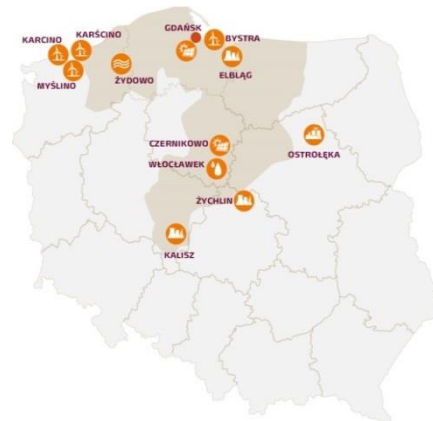 GDAŃSK
KARCINO
KARŚCINO
BYSTRA
MYŚLINO
ŻYDOWO
ELBLĄG
CZERNIKOWO
OSTROŁĘKA
WŁOCŁAWEK
ŻYCHLIN
KALISZ